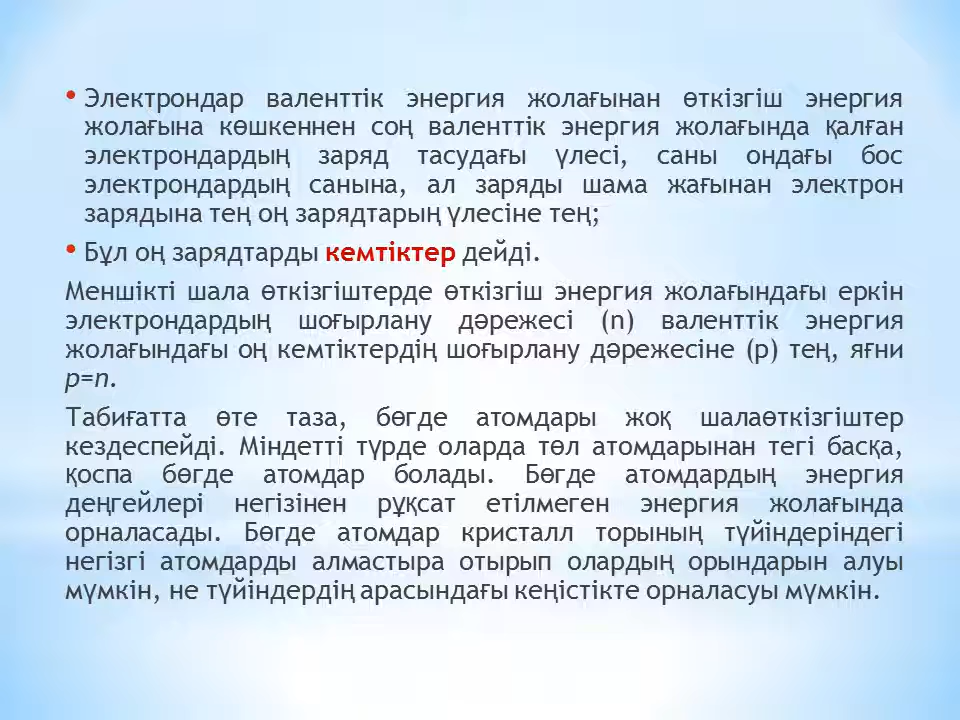 • Электрондар валенттік энергия жолағынан өткізгіш энергия
жолағына көшкеннен соң валенттік энергия жолағында қалған
электрондардың заряд тасудағы үлесі, саны ондағы бос
электрондардың санына, ал заряды шама жағынан электрон
зарядына тең оң зарядтарың үлесіне тең;
• Бұл оң зарядтарды кемтіктер дейді.
Меншікті шала өткізгіштерде өткізгіш энергия жолағындағы еркін
электрондардың шоғырлану дәрежесі (n) валенттік энергия
жолағындағы оң кемтіктердің шоғырлану дәрежесіне (p) тең, яғни
p=n.
Табиғатта өте таза, бөгде атомдары жоқ шалаөткізгіштер
кездеспейді. Міндетті түрде оларда төл атомдарынан тегі басқа,
қоспа бөгде атомдар болады. Бөгде атомдардың энергия
деңгейлері негізінен рұқсат етілмеген энергия жолағында
орналасады. Бөгде атомдар кристалл торының түйіндеріндегі
негізгі атомдарды алмастыра отырып олардың орындарын алуы
мүмкін, не түйіндердің арасындағы кеңістікте орналасуы мүмкін.